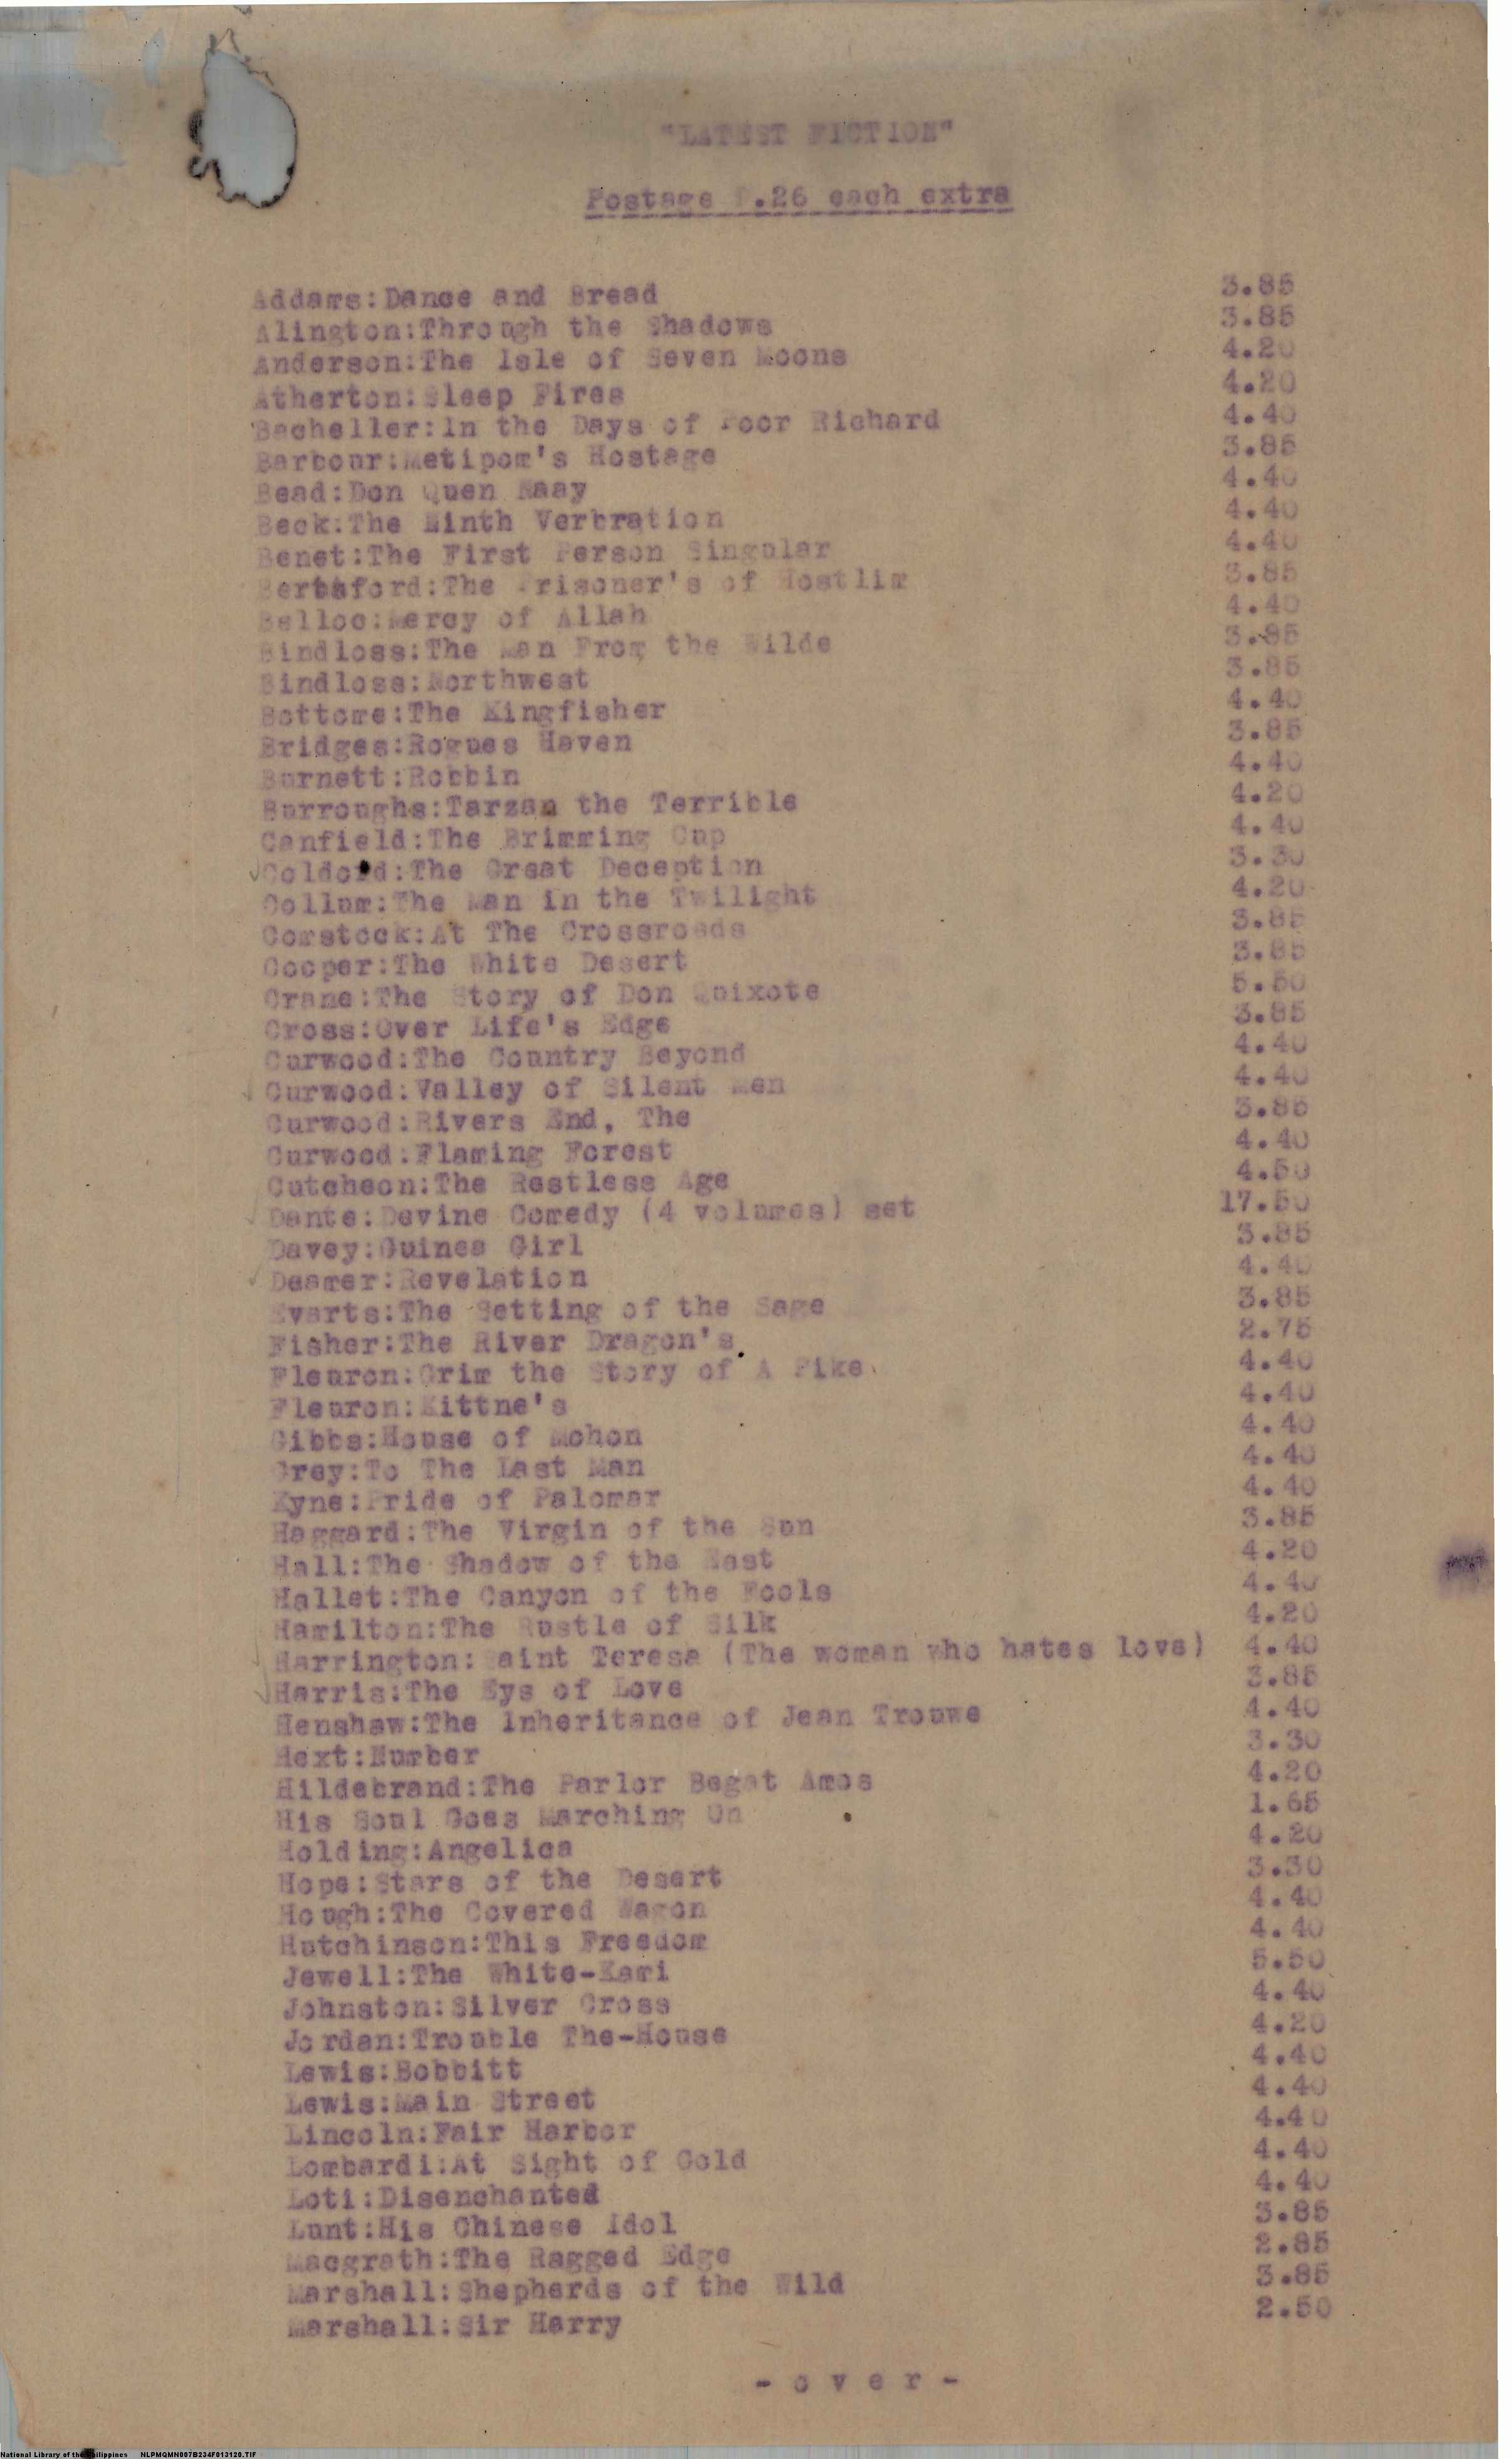 "LATEST FICTION"
Postage P.26 each extra
Addams:Dance and Bread 3.85
Alington:Through the Shadows 3.85
Anderson:The Isle of Seven Moons 4.20
Atherton:Sleep Fires 4.20
Bacheller:In the Days of Poor Richard 4.40
Barbour:Metipom's Hostage 3.85
Bead:Don Quen Maay 4.40
Beck:The Ninth Verbration 4.40
Benet:The First Person Singular 4.40
:The Prisoner's of Hostlim 3.85
Belloc:Mercy of Allah 4.40
Bindloss:The Man From the Wilde 3.85
Bindloss:Northwest 3.85
Bottome:The Kingfisher 4.40
Bridges:Rogues Haven 3.85
Burnett:Robbin 4.40
Burroughs:Tarzan the Terrible 4.20
Canfield:The Brimming Cup 4.40
Coldord:The Great Deception 3.30
Collum:The Man in the Twilight 4.20
Comstock:At The Crossroads 3.85
Cooper:The White Desert 3.85
Crane:The Story of Don Quixote 5.50
Cross:Over Life's Edge 3.85
Curwood:The Country Beyond 4.40
Curwood:Valley of Silent Men 4.40
Curwood:Rivers End, The 3.85
Curwood:Flaming Forest 4.40
Cutcheon:The Restless Age 4.50
Dante:Devine Comedy (4 volumes) set 17.50
Davey:Guinea Girl 3.85
Deamer:Revelation 4.40
Evarts:The Setting of the Sage 3.85
Fisher:The River Dragon's 2.75
Fleuron:Grim the Story of A Pike 4.40
Fleuron:Kittne's 4.40
Gibbs:House of Mohon 4.40
Grey:To The Last Man 4.40
Kyne:Pride of Palomar 4.40
Haggard:The Virgin of the Sun 3.85
Hall:The Shadow of the East 4.20
Hallet:The Canyon of the Fools 4.40
Hamilton:The Rustle of Silk 4.20
Harrington:Saint Teresa (The woman who hates love) 4.40
Harris:The Eys of Love 3.85
Henshaw:The Inheritance of Jean Trouwe 4.40
Hext:Number 3.30
Hildebrand:The Parlor Begat Amos 4.20
His Soul Goes Marching On 1.65
Holding:Angelica 4.20
Hope:Stars of the Desert 3.30
Hough:The Covered Wagon 4.40
Hutchinson:This Freedom 4.40
Jewell:The White-Kami 5.50
Johnston:Silver Cross 4.40
Jordan:Trouble The-House 4.20
Lewis:Bobbitt 4.40
Lewis:Main Street 4.40
Lincoln:Fair Harbor 4.40
Lombardi:At Sight of Gold 4.40
Loti:Disenchanted 4.40
Lunt:His Chinese Idol 3.85
Macgrath:The Ragged Edge 2.85
Marshall:Shepherds of the Wild 3.85
Marshall:Sir Harry 2.50
- o v e r -
National Library of the Philippines NLPMQMN007B234F013120.TIF